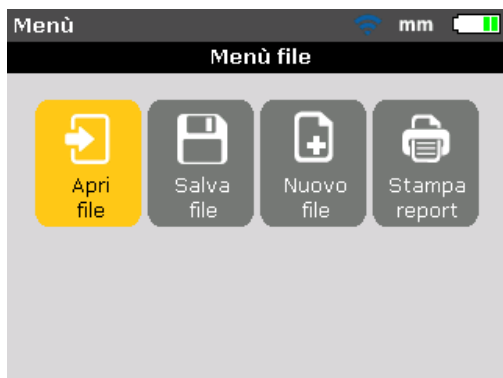 Menù mm
Menù file
Apri
file
Salva
file
Nuovo
file
Stampa
report